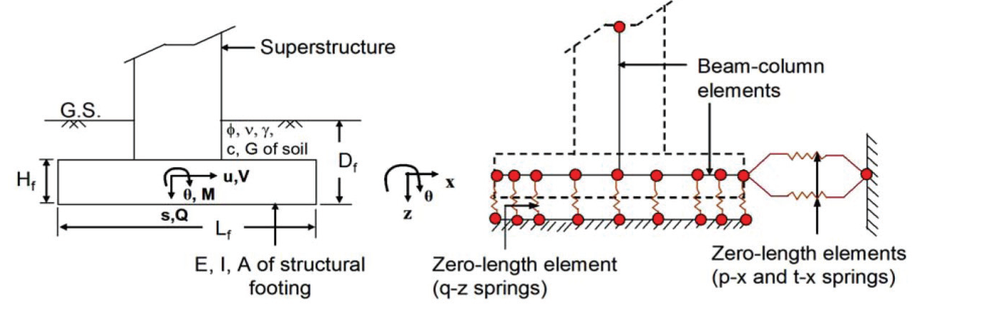 Superstructure
G.S.
ϕ, ν, γ,
c, G of soil
H_f
D_f
u,V
θ, M
s,Q
L_f
E, I, A of structural
footing
x
θ
z
Beam-column
elements
Zero-length element
(q-z springs)
Zero-length elements
(p-x and t-x springs)